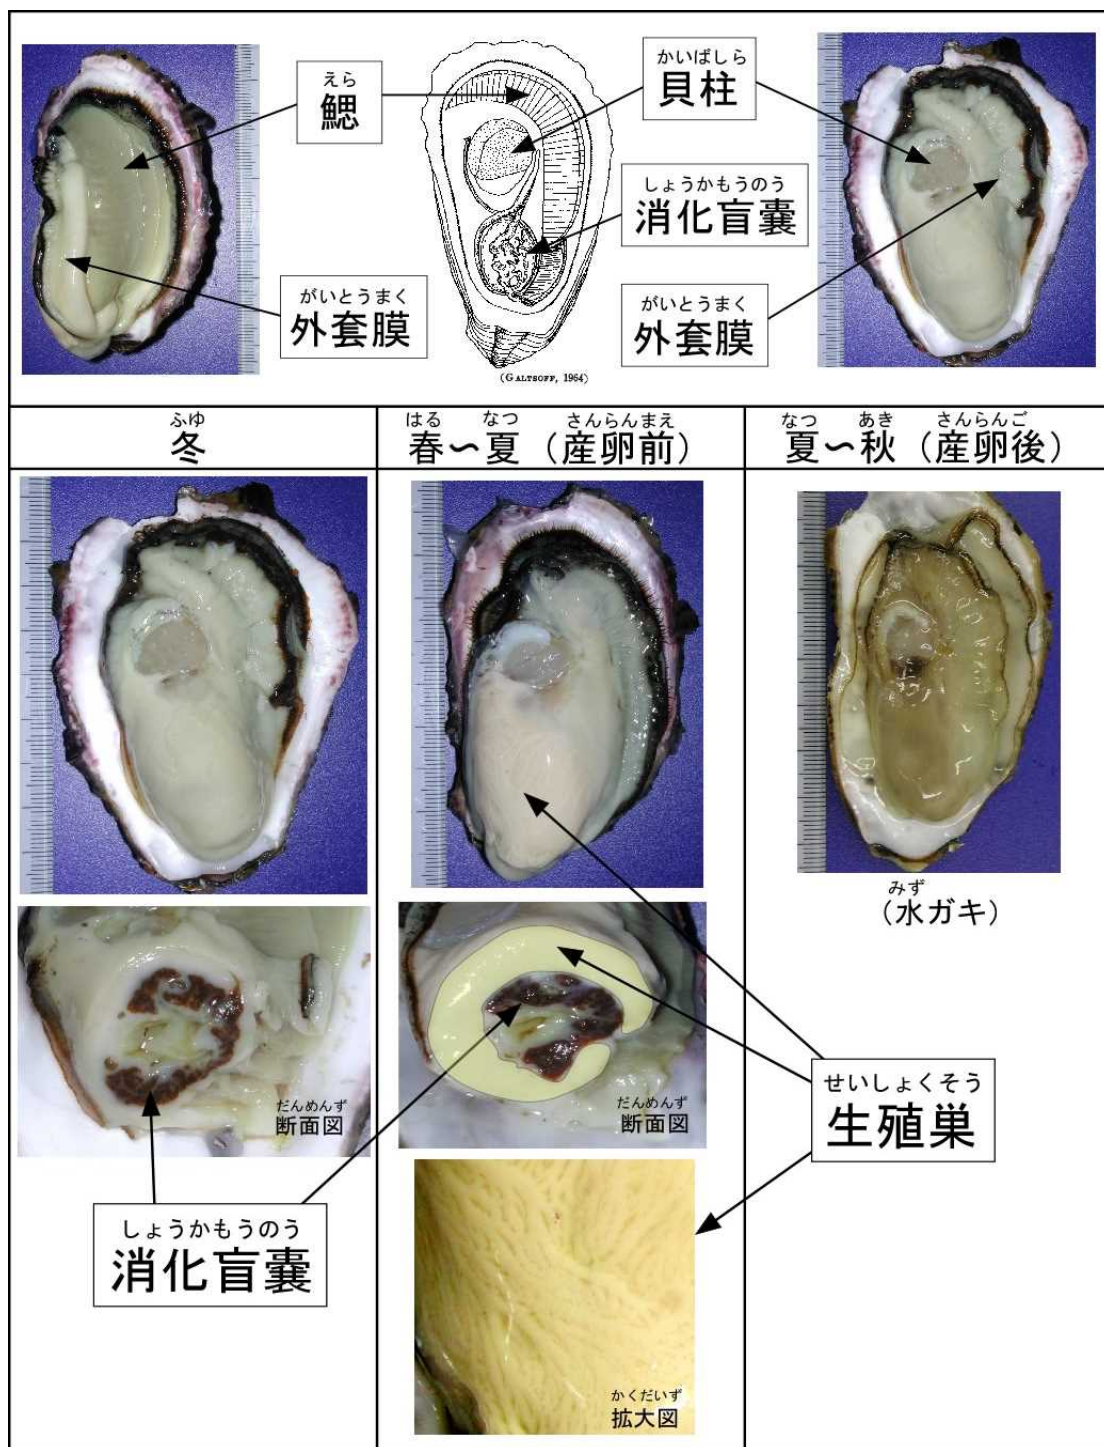 えら
鰓
かいばしら
貝柱
しょうかもうのう
消化盲嚢
がいとうまく
外套膜
がいとうまく
外套膜
(GALTSOFF, 1964)
ふゆ
冬
はる なつ さんらんまえ
春～夏（産卵前）
なつ あき さんらんご
夏～秋（産卵後）
みず
（水ガキ）
だんめんず
断面図
だんめんず
断面図
せいしょくそう
生殖巣
しょうかもうのう
消化盲嚢
かくだいず
拡大図